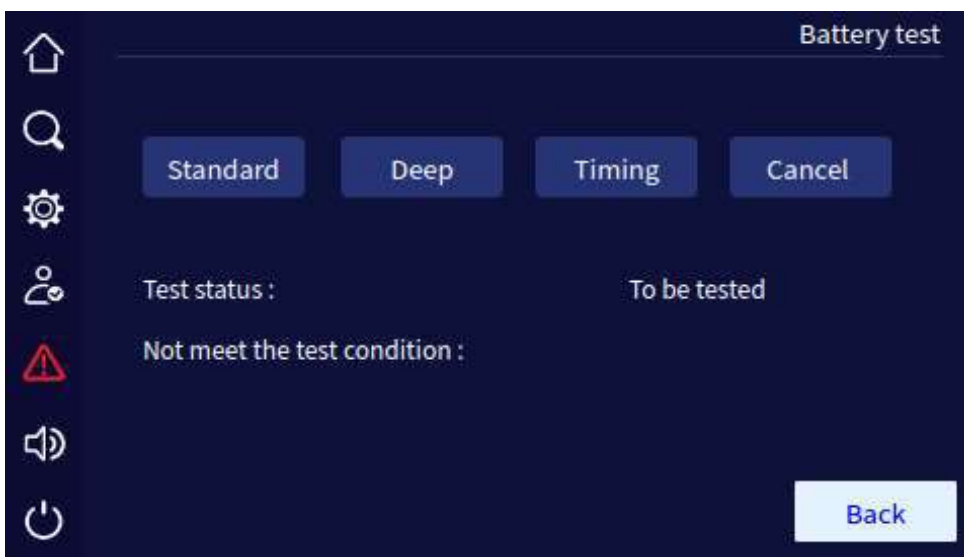 Battery test
Standard Deep Timing Cancel
Test status : To be tested
Not meet the test condition :
Back